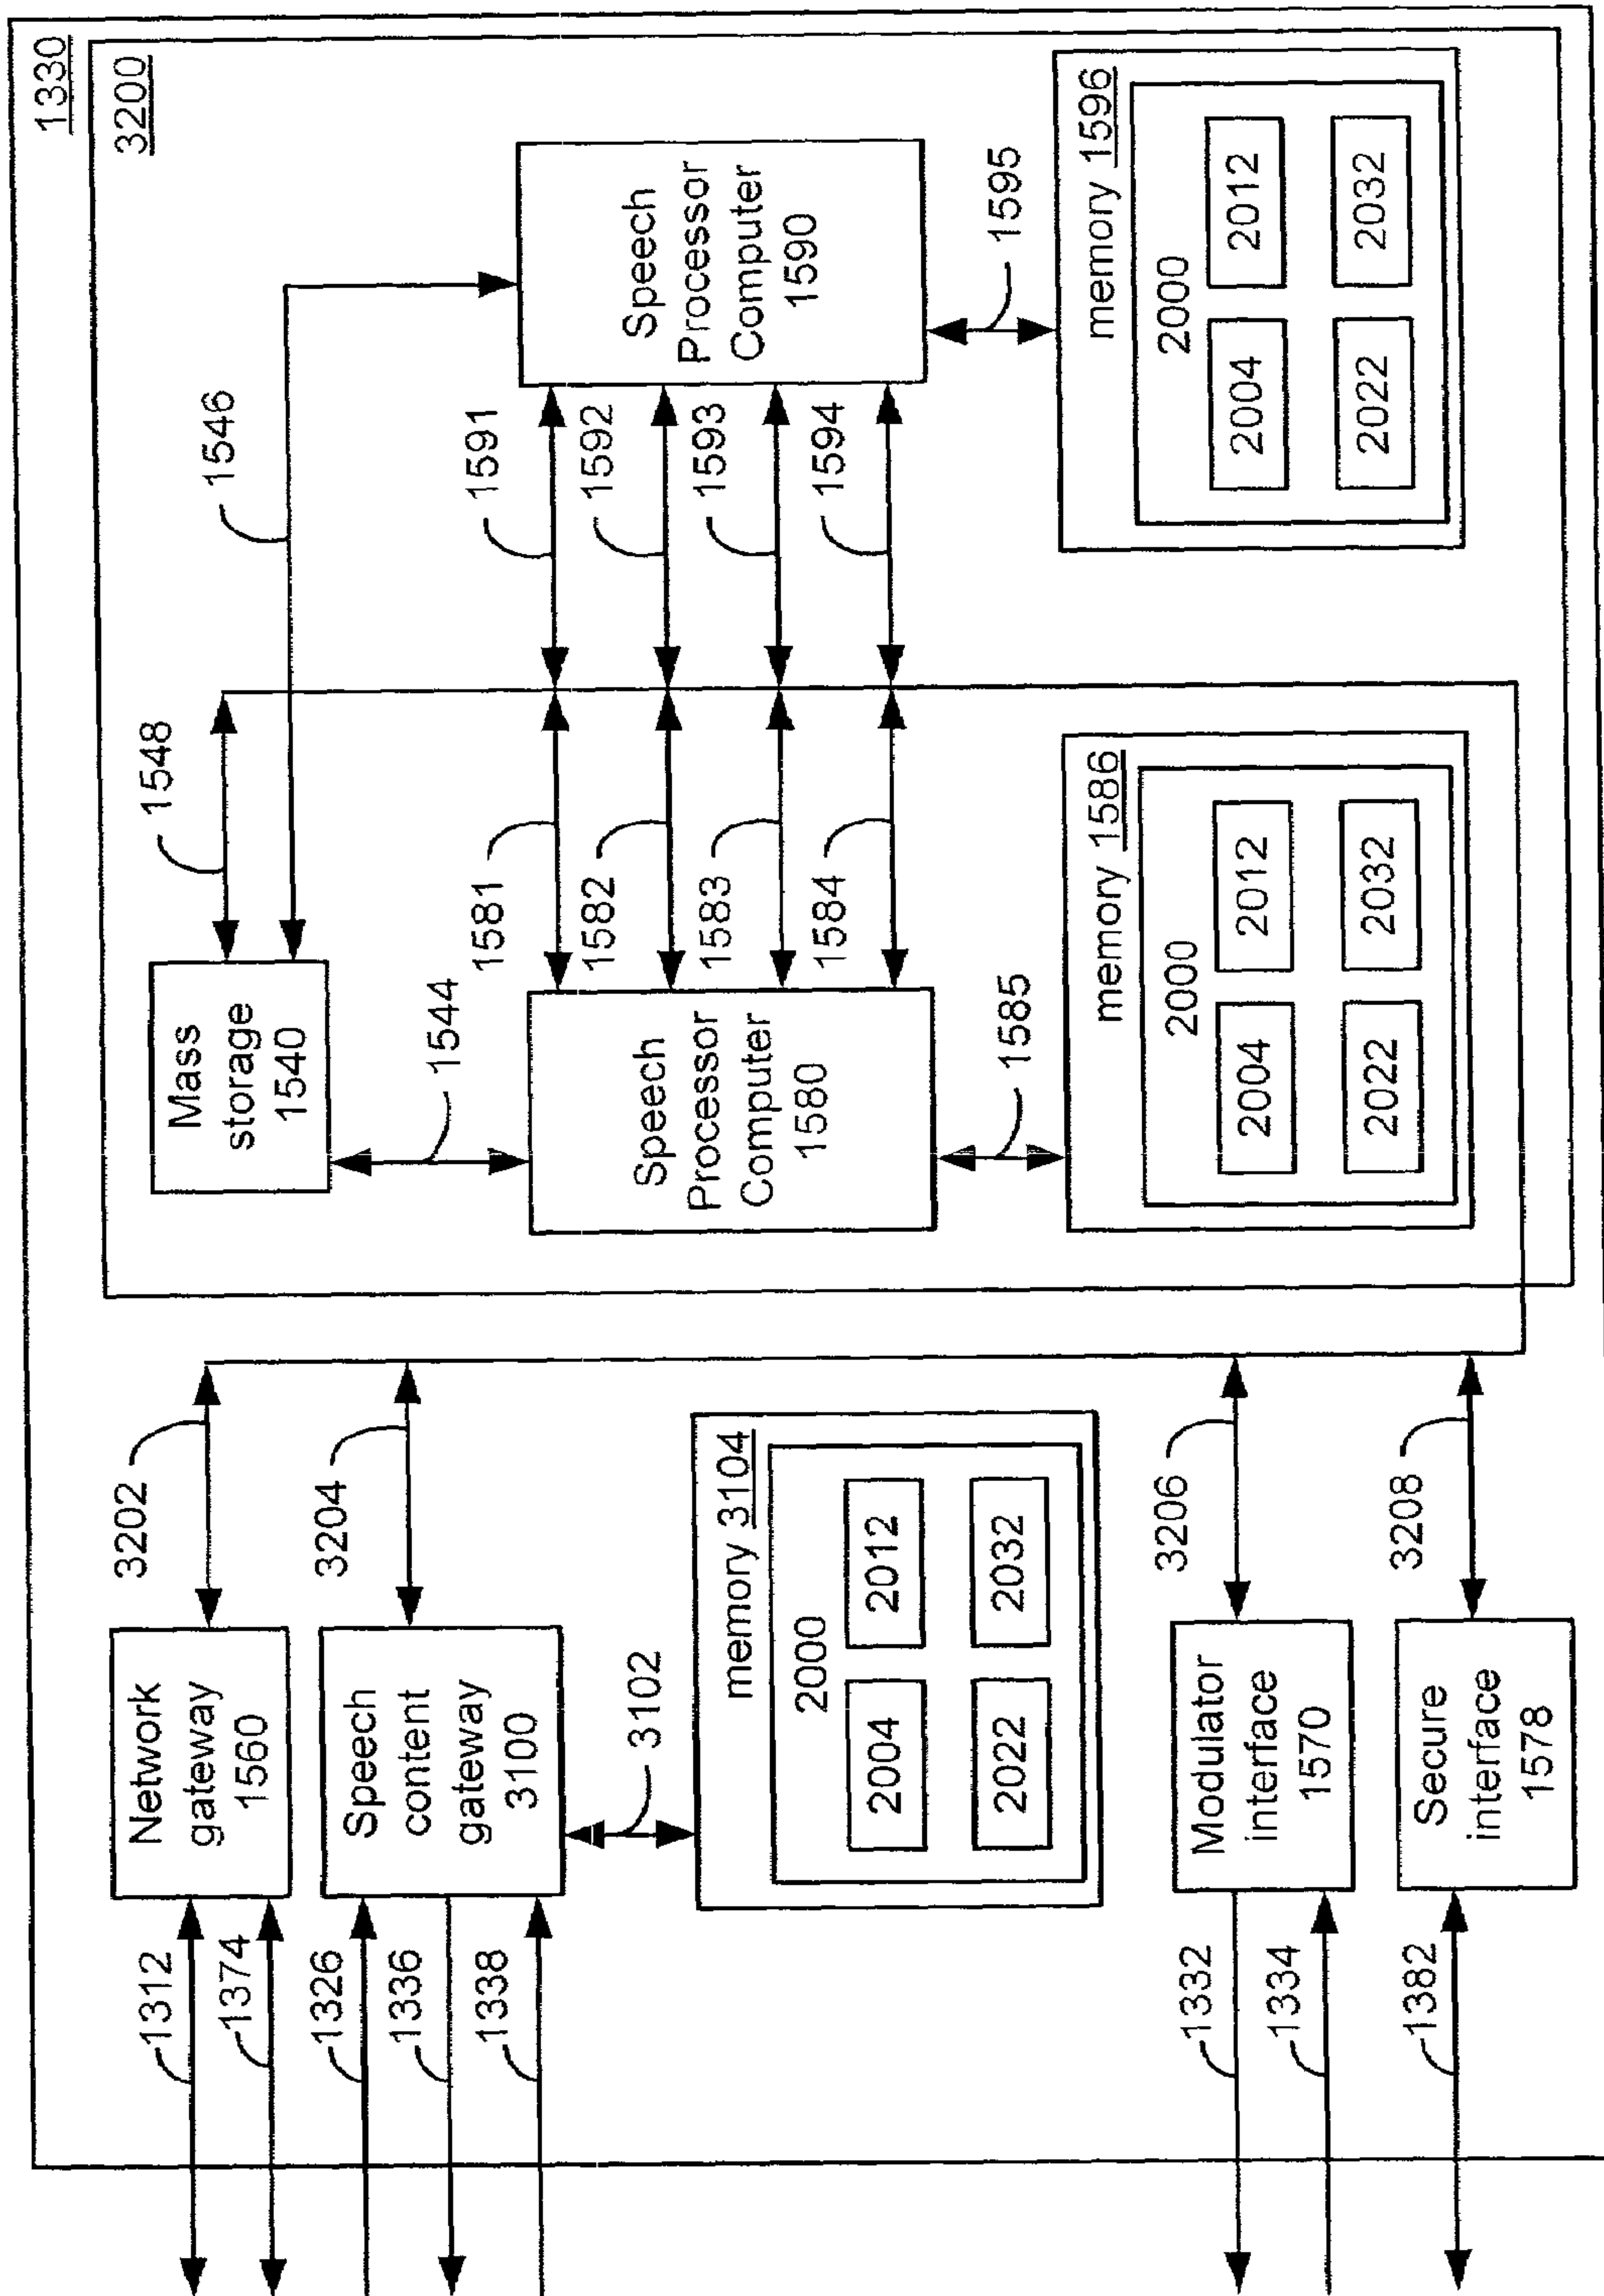 1330
3200
1312
1374
1326
1336
1338
Network
gateway
1560
Speech
content
gateway
3100
3202
3204
3102
memory 3104
2000
2004
2012
2022
2032
1332
1334
1382
Modulator
interface
1570
Secure
interface
1578
3206
3208
Mass
storage
1540
1548
1546
1544
Speech
Processor
Computer
1580
1581
1582
1583
1584
1591
1592
1593
1594
Speech
Processor
Computer
1590
1585
1595
memory 1586
2000
2004
2012
2022
2032
memory 1596
2000
2004
2012
2022
2032